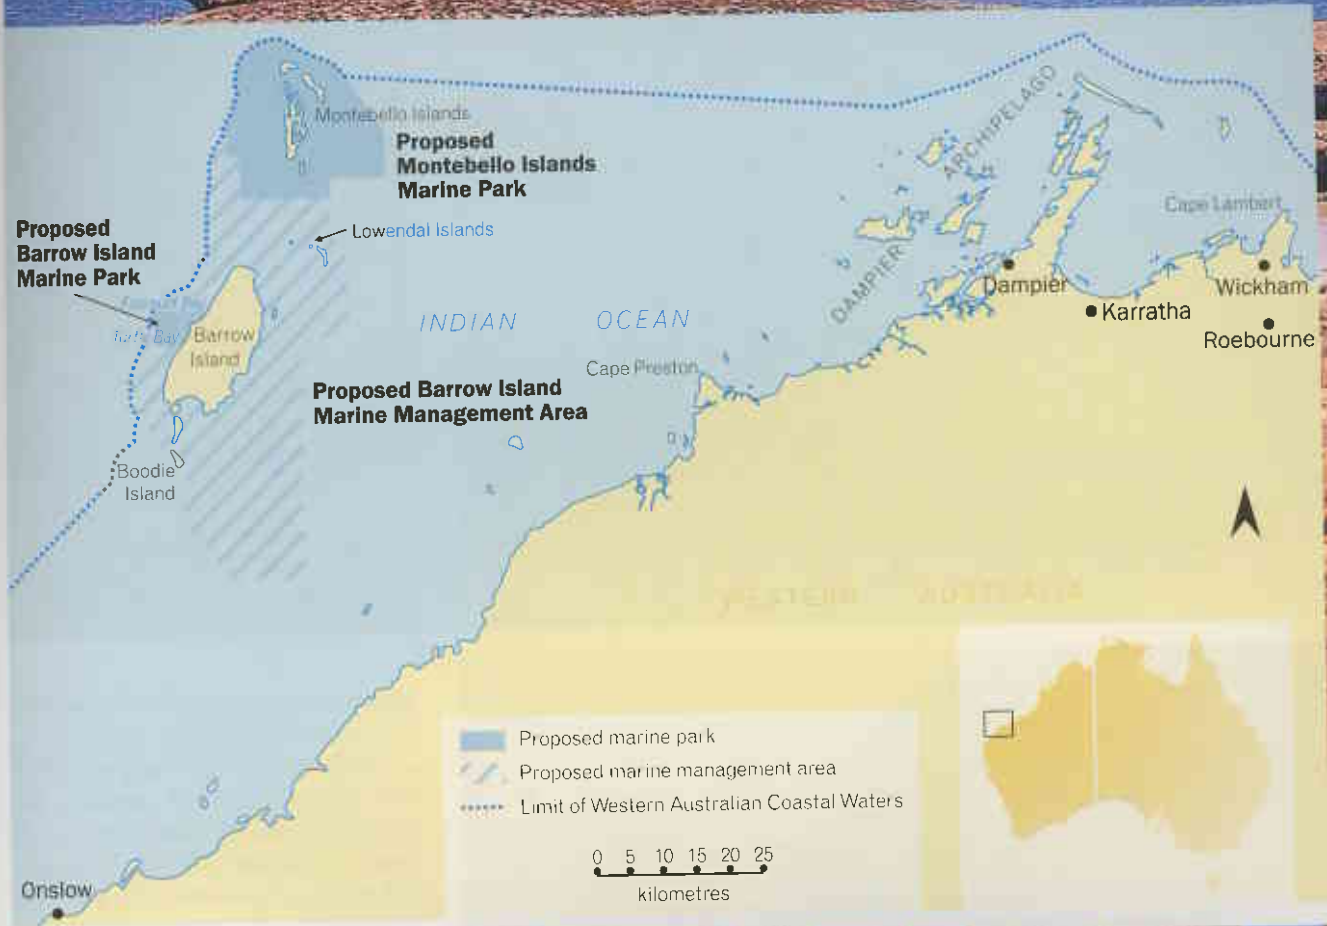 Montebello Islands
Proposed
Montebello Islands
Marine Park
ARCHIPELAGO
DAMPIER
Cape Lambert
Proposed
Barrow Island
Marine Park
Lowendal Islands
Dampier
Wickham
Karratha
Roebourne
Bay
Barrow
Island
INDIAN OCEAN
Cape Preston
Proposed Barrow Island
Marine Management Area
Boodie
Island
WESTERN AUSTRALIA
Proposed marine park
Proposed marine management area
Limit of Western Australian Coastal Waters
0 5 10 15 20 25
kilometres
Onslow